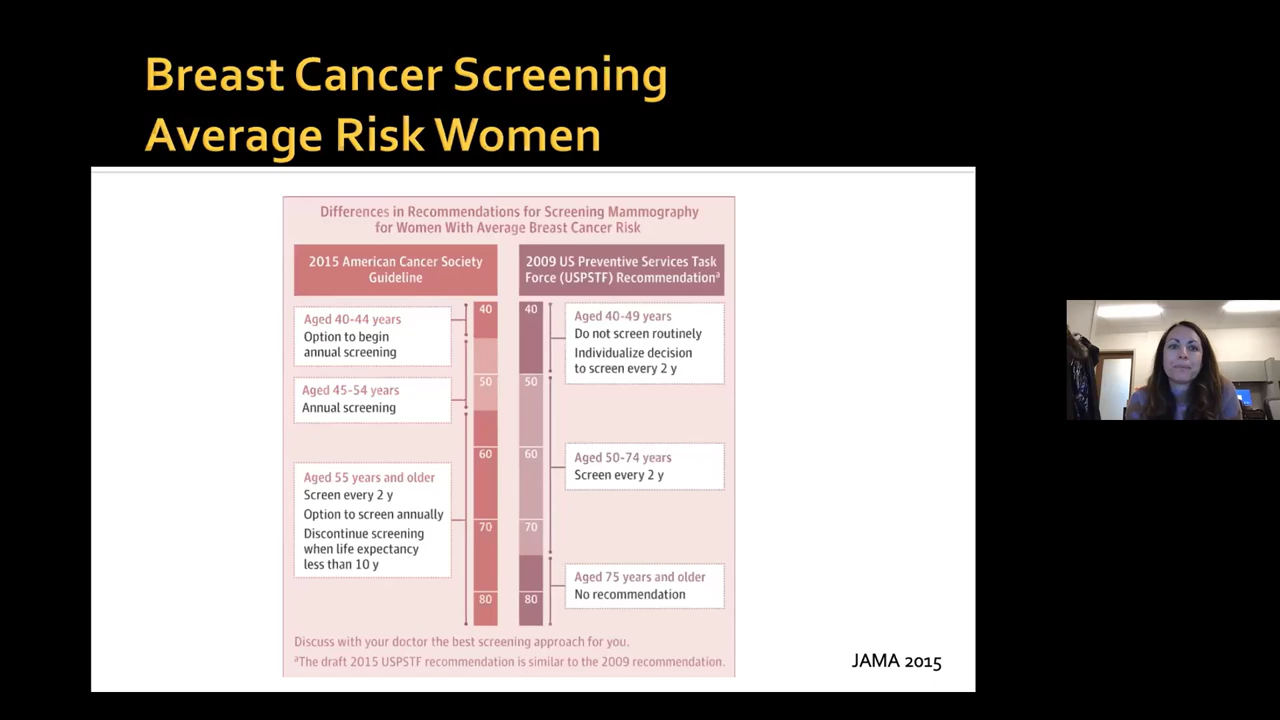 Breast Cancer Screening
Average Risk Women
Differences in Recommendations for Screening Mammography
for Women With Average Breast Cancer Risk
2015 American Cancer Society
Guideline
40
50
60
70
80
Aged 40-44 years
Option to begin
annual screening
Aged 45-54 years
Annual screening
Aged 55 years and older
Screen every 2 y
Option to screen annually
Discontinue screening
when life expectancy
less than 10 y
2009 US Preventive Services Task
Force (USPSTF) Recommendationᵃ
40
50
60
70
80
Aged 40-49 years
Do not screen routinely
Individualize decision
to screen every 2 y
Aged 50-74 years
Screen every 2 y
Aged 75 years and older
No recommendation
Discuss with your doctor the best screening approach for you.
ᵃThe draft 2015 USPSTF recommendation is similar to the 2009 recommendation.
JAMA 2015